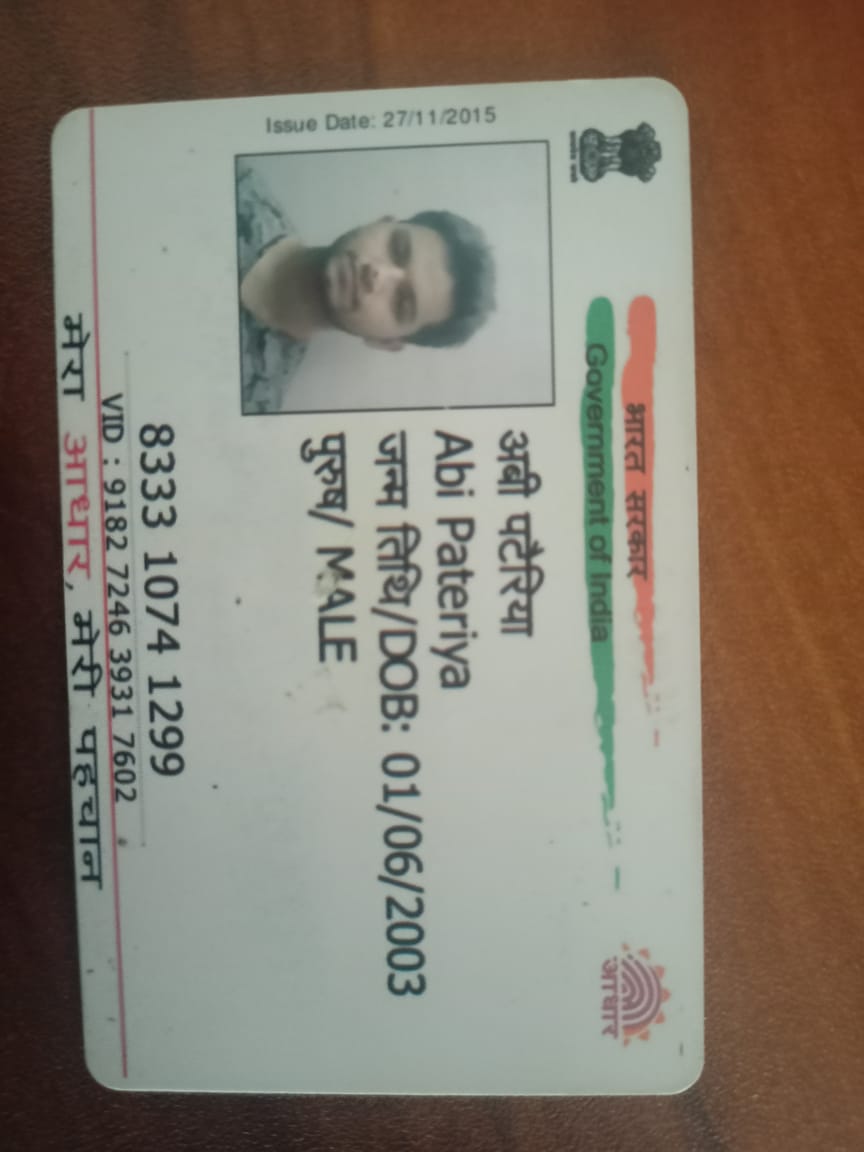 भारत सरकार
Government of India
आधार
Issue Date: 27/11/2015
अबी पटैरिया
Abi Pateriya
जन्म तिथि/DOB: 01/06/2003
पुरुष/ MALE
8333 1074 1299
VID : 9182 7246 3931 7602
मेरा आधार, मेरी पहचान